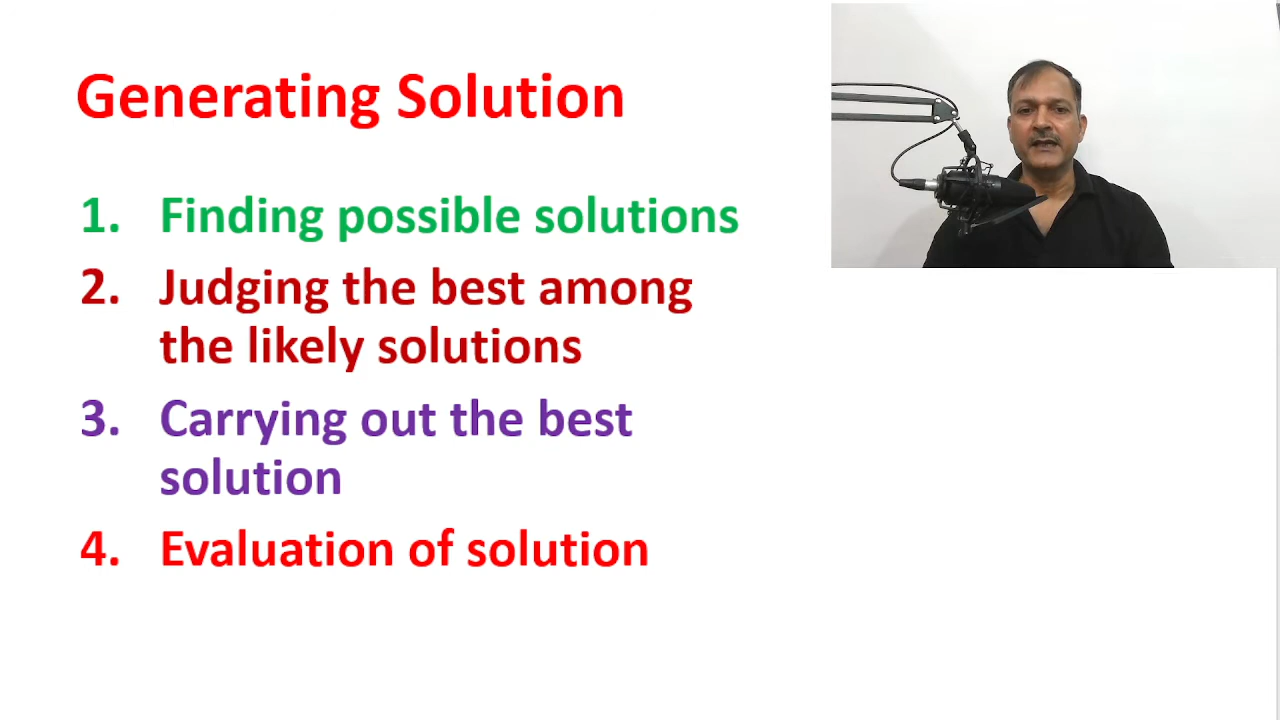 Generating Solution
1. Finding possible solutions
2. Judging the best among
the likely solutions
3. Carrying out the best
solution
4. Evaluation of solution